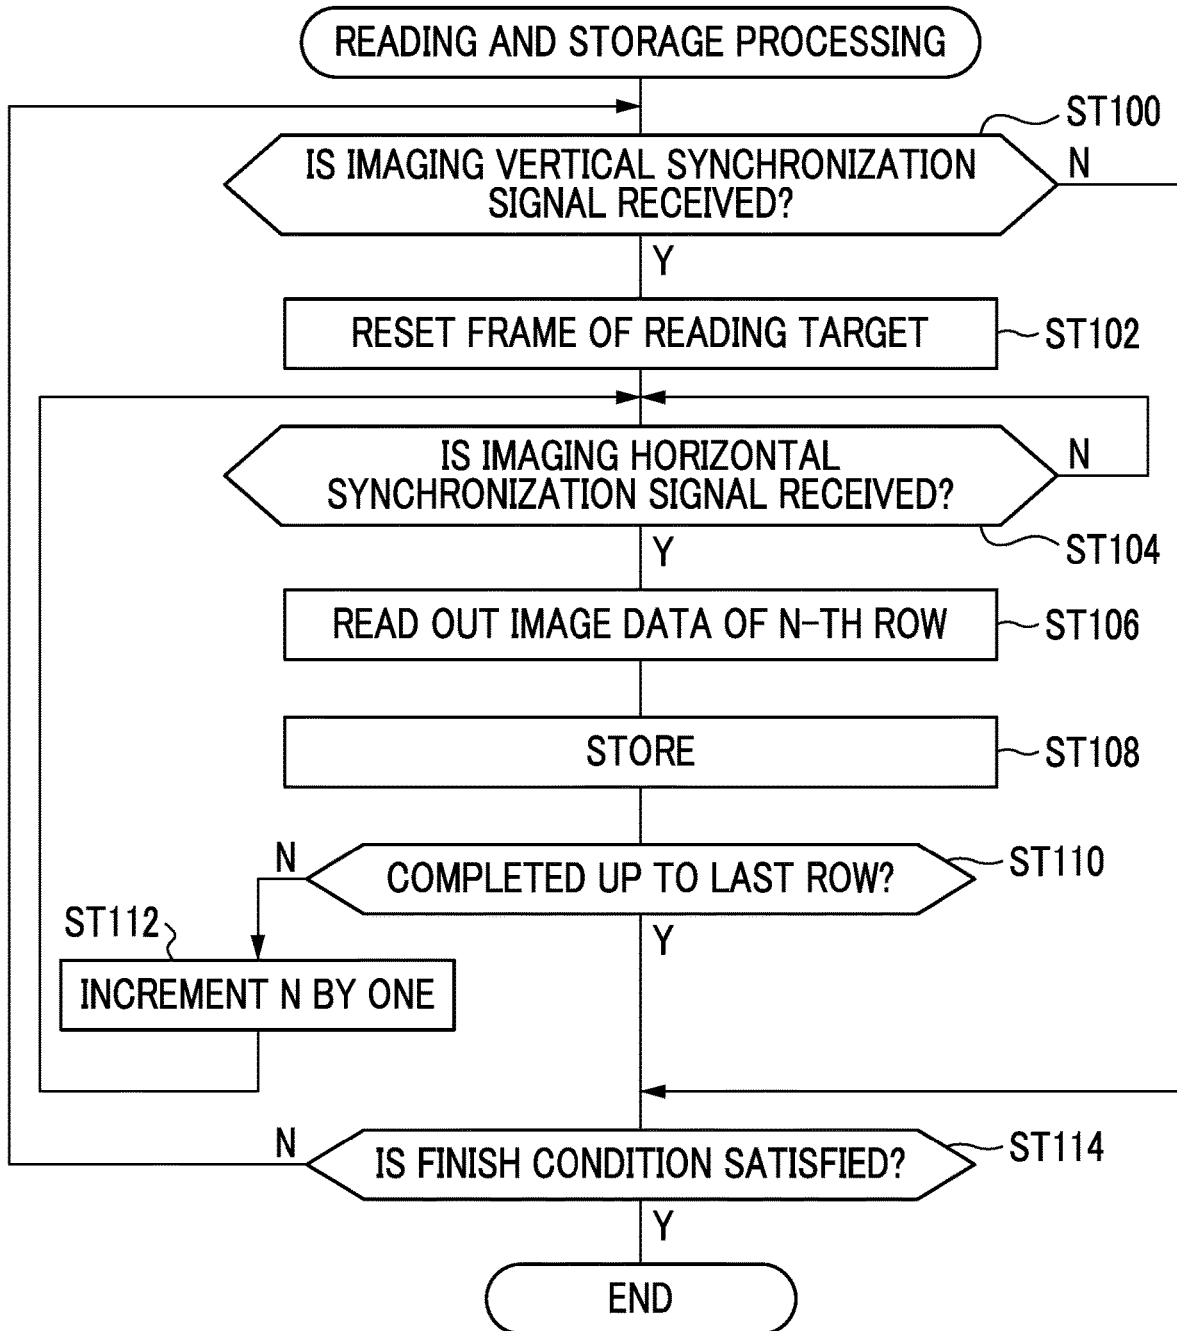 READING AND STORAGE PROCESSING
ST100
IS IMAGING VERTICAL SYNCHRONIZATION
SIGNAL RECEIVED?
N
Y
RESET FRAME OF READING TARGET
ST102
IS IMAGING HORIZONTAL
SYNCHRONIZATION SIGNAL RECEIVED?
N
Y
ST104
READ OUT IMAGE DATA OF N-TH ROW
ST106
STORE
ST108
N
COMPLETED UP TO LAST ROW?
ST110
Y
ST112
INCREMENT N BY ONE
N
IS FINISH CONDITION SATISFIED?
ST114
Y
END